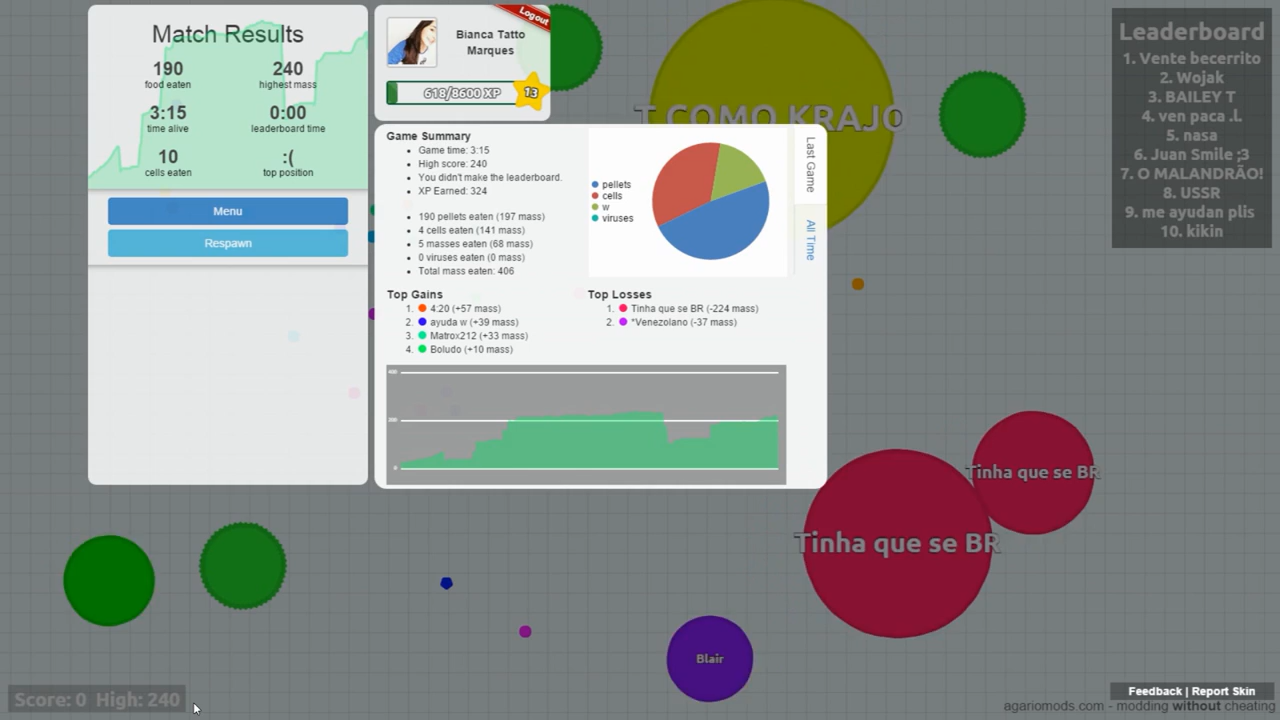 Match Results
190
food eaten
240
highest mass
3:15
time alive
0:00
leaderboard time
10
cells eaten
:(
top position
Menu
Respawn
Logout
Bianca Tatto
Marques
618/8600 XP
13
Game Summary
Game time: 3:15
High score: 240
You didn't make the leaderboard.
XP Earned: 324
190 pellets eaten (197 mass)
4 cells eaten (141 mass)
5 masses eaten (68 mass)
0 viruses eaten (0 mass)
Total mass eaten: 406
pellets
cells
w
viruses
Last Game
All Time
Top Gains
1. 4:20 (+57 mass)
2. ayuda w (+39 mass)
3. Matrox212 (+33 mass)
4. Boludo (+10 mass)
Top Losses
1. Tinha que se BR (-224 mass)
2. *Venezolano (-37 mass)
0
T COMO KRAJO
Leaderboard
1. Vente becerrito
2. Wojak
3. BAILEY T
4. ven paca .l.
5. nasa
6. Juan Smile ;3
7. O MALANDRÃO!
8. USSR
9. me ayudan plis
10. kikin
Tinha que se BR
Tinha que se BR
Blair
Score: 0 High: 240
Feedback | Report Skin
agariomods.com - modding without cheating